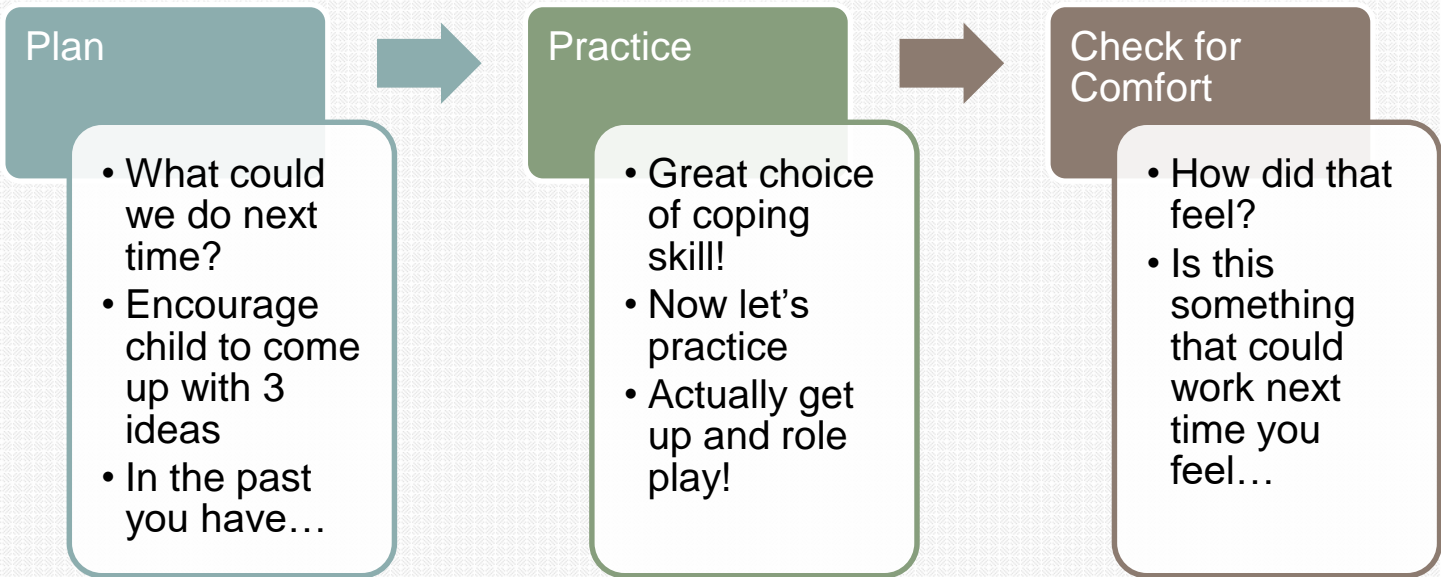 Plan
• What could
we do next
time?
• Encourage
child to come
up with 3
ideas
• In the past
you have…
Practice
• Great choice
of coping
skill!
• Now let’s
practice
• Actually get
up and role
play!
Check for
Comfort
• How did that
feel?
• Is this
something
that could
work next
time you
feel…